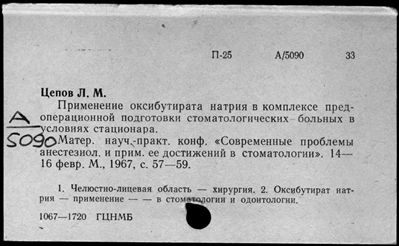 П-25 А/5090 33
Цепов Л. М.
Применение оксибутирата натрия в комплексе пред-
операционной подготовки стоматологических больных в
условиях стационара.
Матер. науч.-практ. конф. «Современные проблемы
анестезиол. и прим. ее достижений в стоматологии». 14—
16 февр. М., 1967, с. 57—59.
А
5090
1. Челюстно-лицевая область — хирургия. 2. Оксибутират нат-
рия — применение — — в стоматологии и одонтологии.
1067—1720 ГЦНМБ